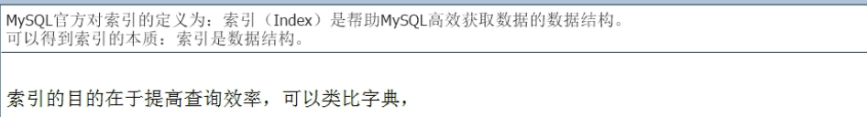 MySQL官方对索引的定义为：索引（Index）是帮助MySQL高效获取数据的数据结构。
可以得到索引的本质：索引是数据结构。
索引的目的在于提高查询效率，可以类比字典，